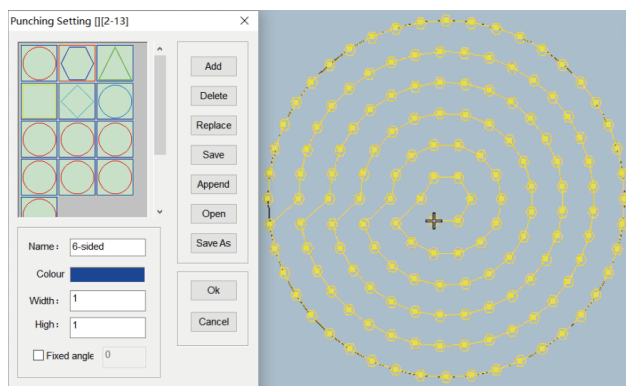 Punching Setting [][2-13]
Add
Delete
Replace
Save
Append
Open
Save As
Name: 6-sided
Colour
Width: 1
High: 1
Fixed angle 0
Ok
Cancel